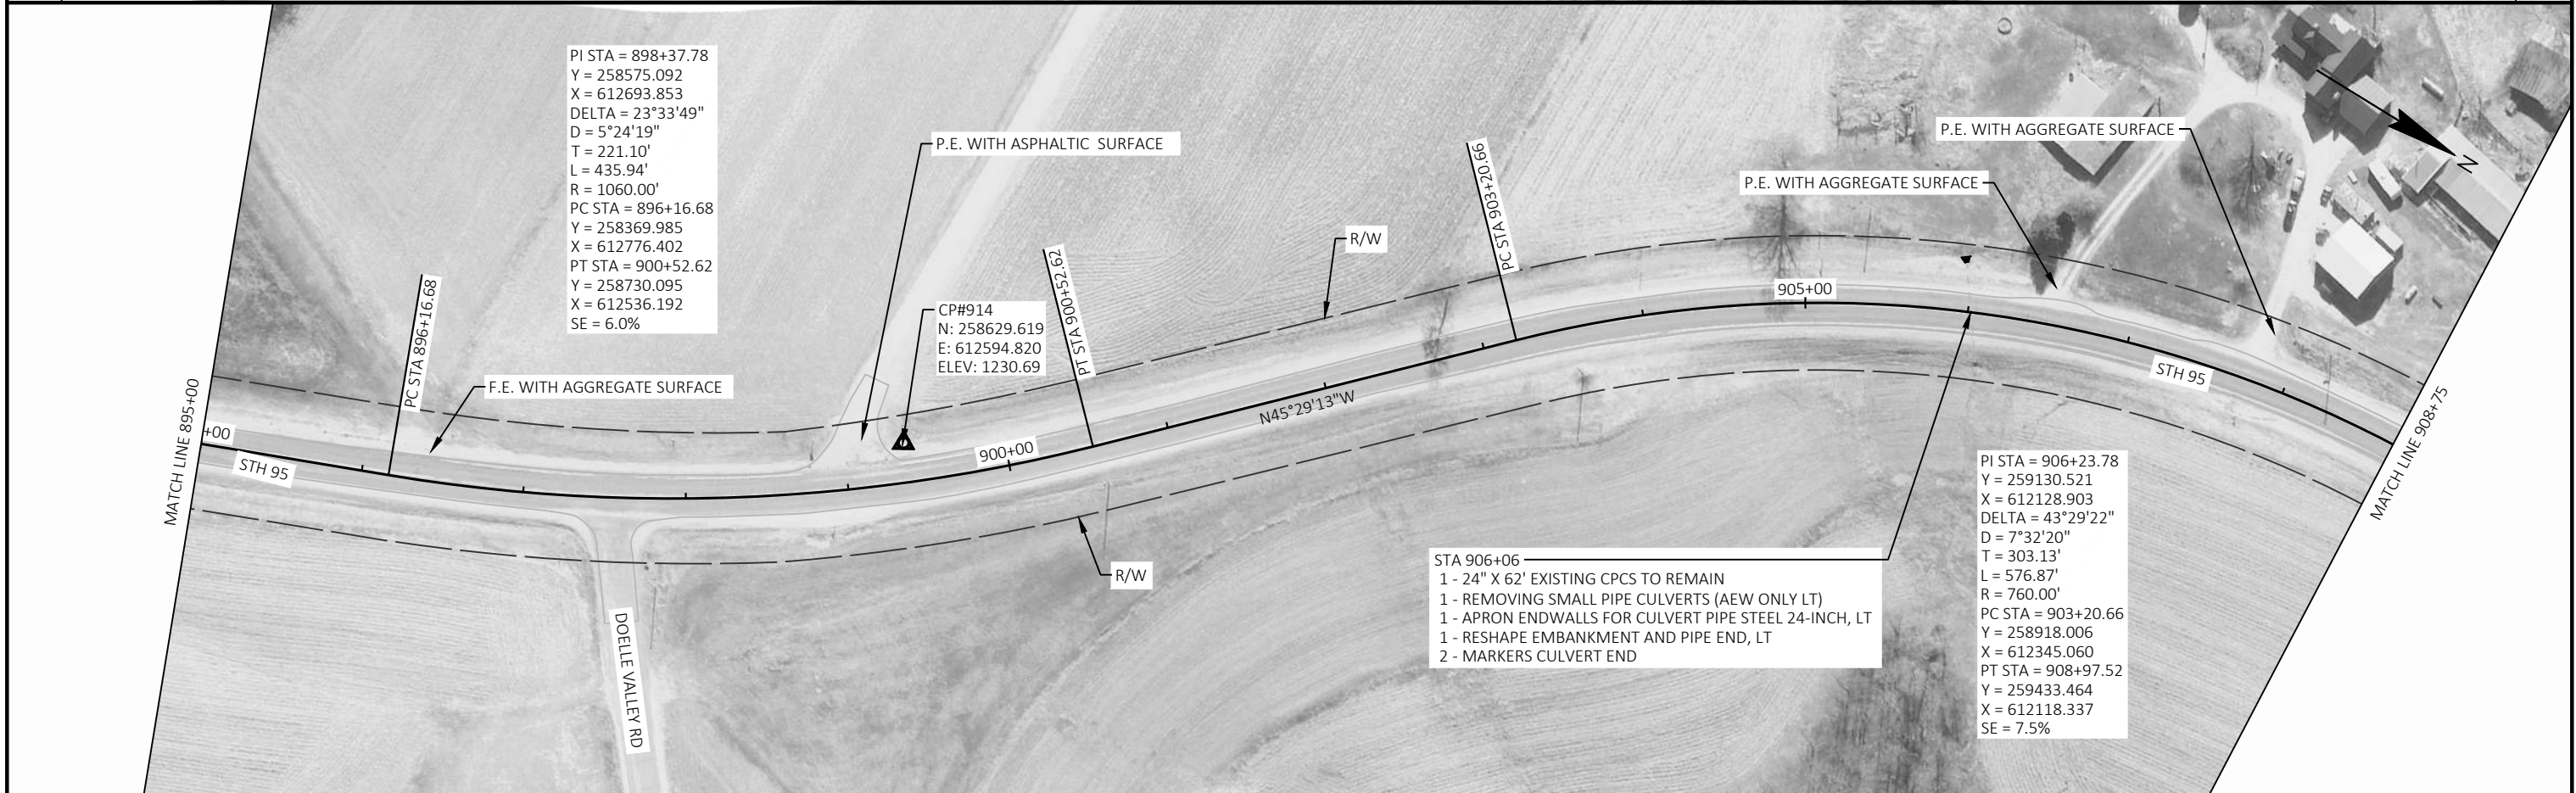 PI STA = 898+37.78
Y = 258575.092
X = 612693.853
DELTA = 23°33'49"
D = 5°24'19"
T = 221.10'
L = 435.94'
R = 1060.00'
PC STA = 896+16.68
Y = 258369.985
X = 612776.402
PT STA = 900+52.62
Y = 258730.095
X = 612536.192
SE = 6.0%
P.E. WITH ASPHALTIC SURFACE
P.E. WITH AGGREGATE SURFACE
P.E. WITH AGGREGATE SURFACE
N
R/W
PC STA 903+20.66
PT STA 900+52.62
PC STA 896+16.68
CP#914
N: 258629.619
E: 612594.820
ELEV: 1230.69
F.E. WITH AGGREGATE SURFACE
MATCH LINE 895+00
+00
STH 95
900+00
N45°29'13"W
905+00
STH 95
MATCH LINE 908+75
R/W
DOELLE VALLEY RD
STA 906+06
1 - 24" X 62' EXISTING CPCS TO REMAIN
1 - REMOVING SMALL PIPE CULVERTS (AEW ONLY LT)
1 - APRON ENDWALLS FOR CULVERT PIPE STEEL 24-INCH, LT
1 - RESHAPE EMBANKMENT AND PIPE END, LT
2 - MARKERS CULVERT END
PI STA = 906+23.78
Y = 259130.521
X = 612128.903
DELTA = 43°29'22"
D = 7°32'20"
T = 303.13'
L = 576.87'
R = 760.00'
PC STA = 903+20.66
Y = 258918.006
X = 612345.060
PT STA = 908+97.52
Y = 259433.464
X = 612118.337
SE = 7.5%